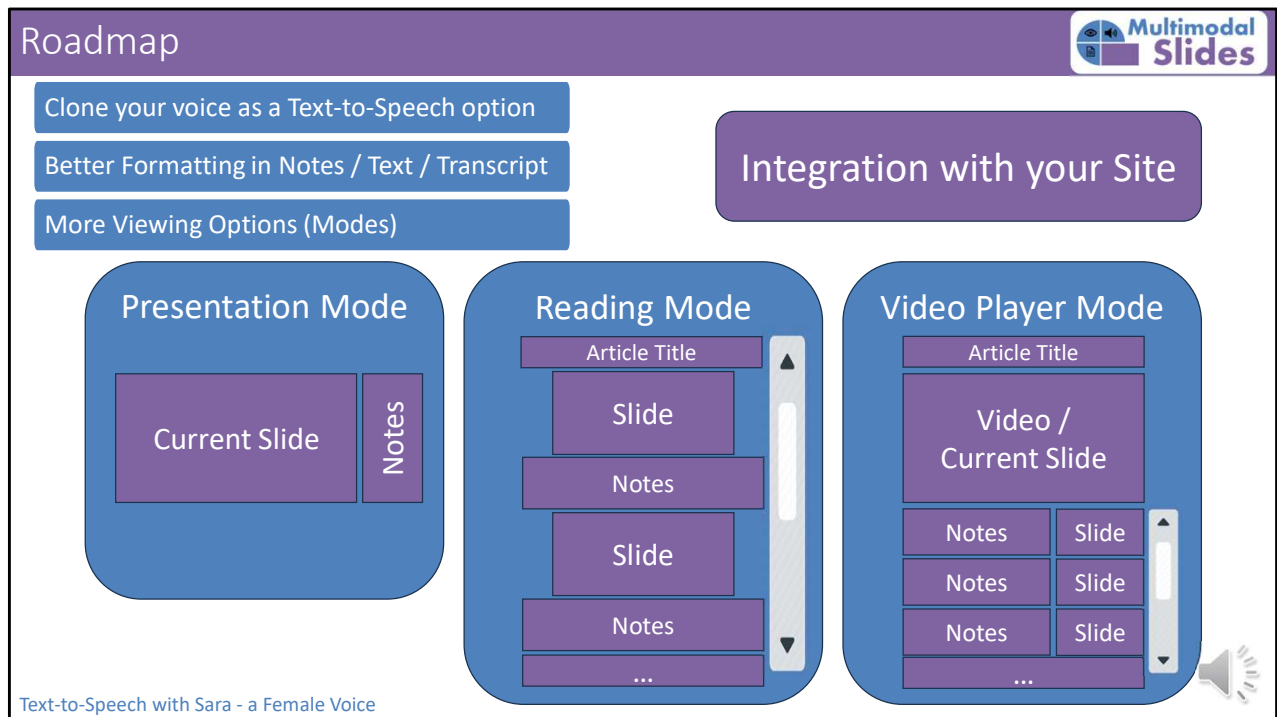 Roadmap
Multimodal
Slides
Clone your voice as a Text-to-Speech option
Better Formatting in Notes / Text / Transcript
More Viewing Options (Modes)
Integration with your Site
Presentation Mode
Current Slide
Notes
Reading Mode
Article Title
Slide
Notes
Slide
Notes
...
Video Player Mode
Article Title
Video /
Current Slide
Notes Slide
Notes Slide
Notes Slide
...
Text-to-Speech with Sara - a Female Voice